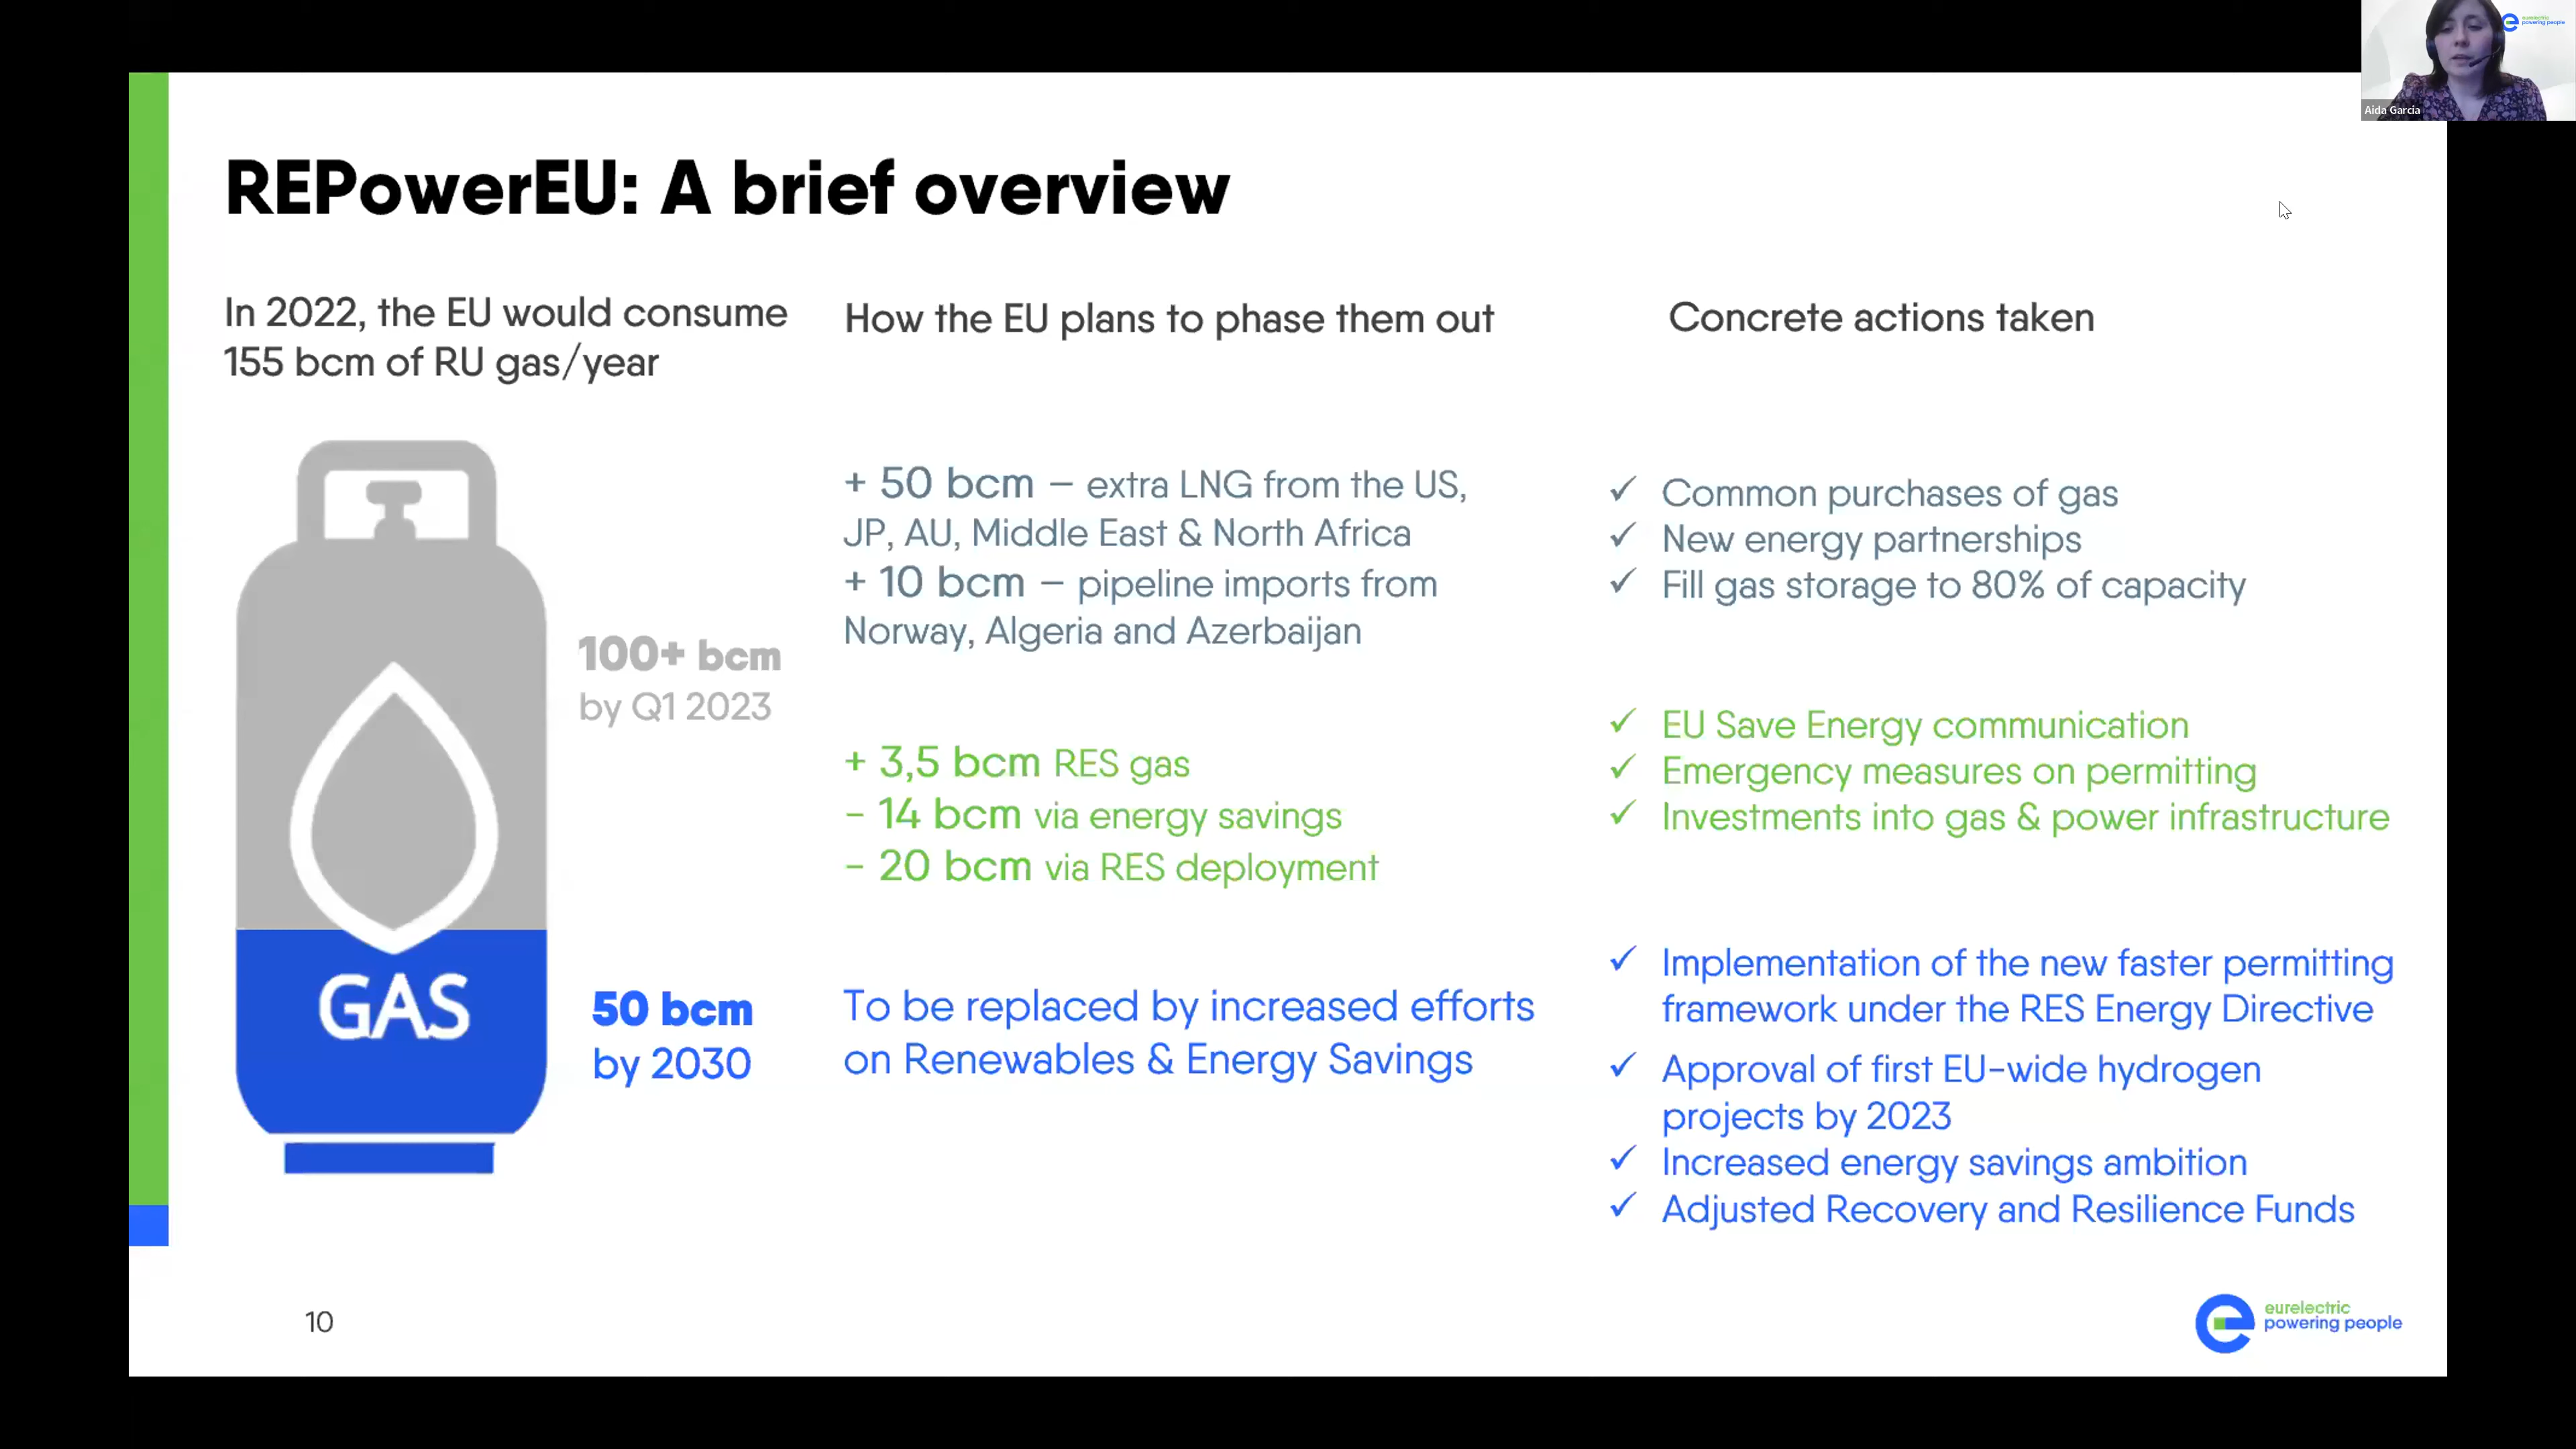 eurelectric
powering people
Aida Garcia
REPowerEU: A brief overview
In 2022, the EU would consume
155 bcm of RU gas/year
GAS
100+ bcm
by Q1 2023
50 bcm
by 2030
How the EU plans to phase them out
+ 50 bcm – extra LNG from the US,
JP, AU, Middle East & North Africa
+ 10 bcm – pipeline imports from
Norway, Algeria and Azerbaijan
+ 3,5 bcm RES gas
- 14 bcm via energy savings
- 20 bcm via RES deployment
To be replaced by increased efforts
on Renewables & Energy Savings
Concrete actions taken
✓ Common purchases of gas
✓ New energy partnerships
✓ Fill gas storage to 80% of capacity
✓ EU Save Energy communication
✓ Emergency measures on permitting
✓ Investments into gas & power infrastructure
✓ Implementation of the new faster permitting
framework under the RES Energy Directive
✓ Approval of first EU-wide hydrogen
projects by 2023
✓ Increased energy savings ambition
✓ Adjusted Recovery and Resilience Funds
10
eurelectric
powering people